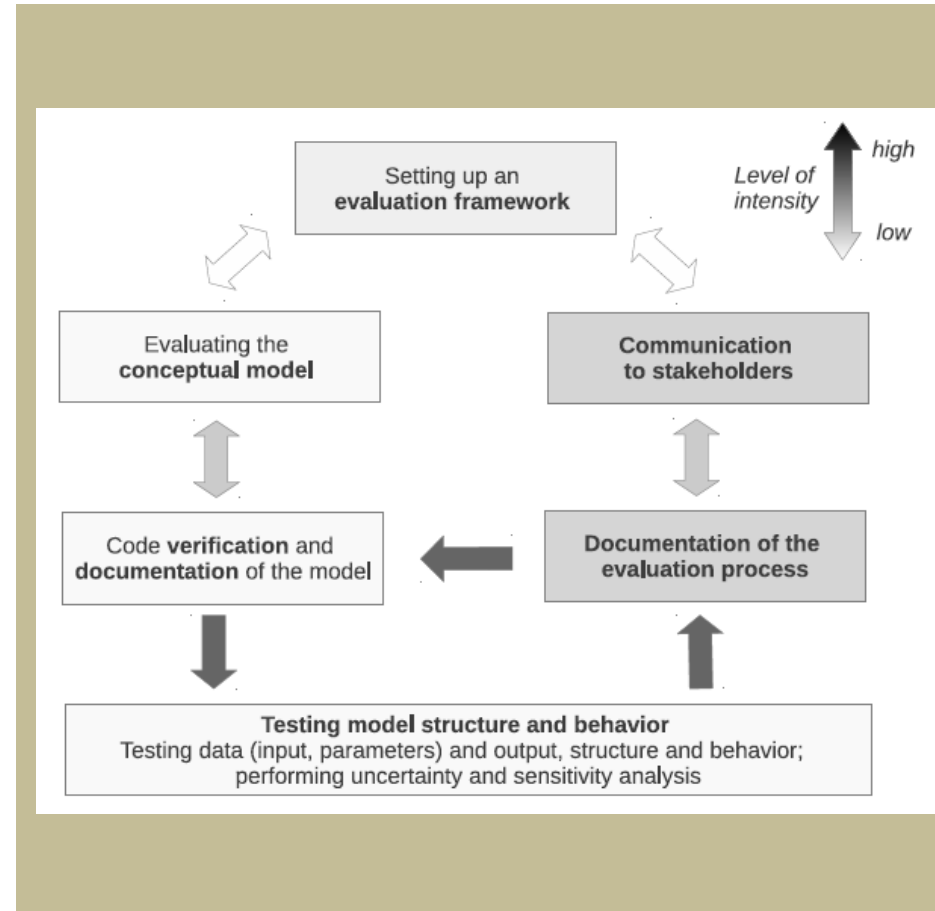 Setting up an
evaluation framework
Level of
intensity
high
low
Evaluating the
conceptual model
Communication
to stakeholders
Code verification and
documentation of the model
Documentation of the
evaluation process
Testing model structure and behavior
Testing data (input, parameters) and output, structure and behavior;
performing uncertainty and sensitivity analysis